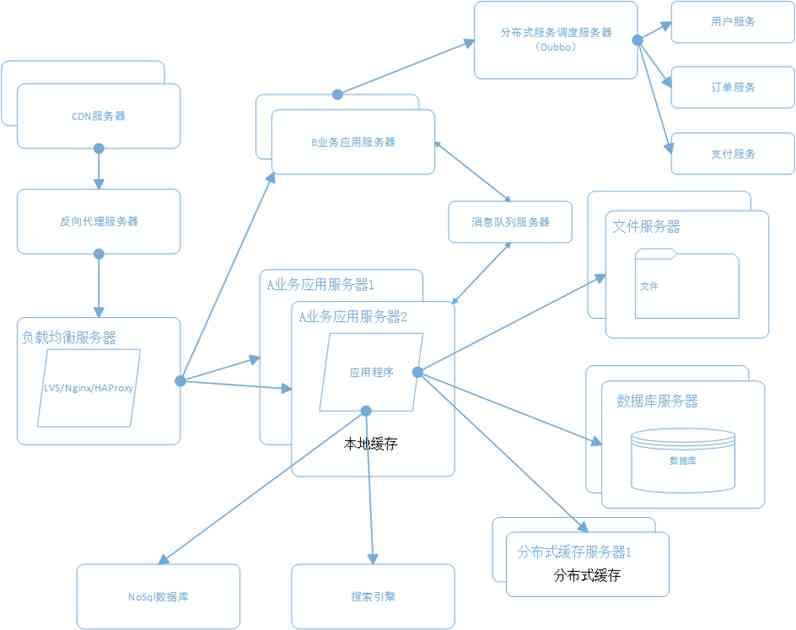 分布式服务调度服务器
（Dubbo）
用户服务
订单服务
支付服务
CDN服务器
B业务应用服务器
反向代理服务器
消息队列服务器
文件服务器
文件
A业务应用服务器1
A业务应用服务器2
负载均衡服务器
LVS/Nginx/HAProxy
应用程序
本地缓存
数据库服务器
数据库
分布式缓存服务器1
分布式缓存
NoSql数据库
搜索引擎